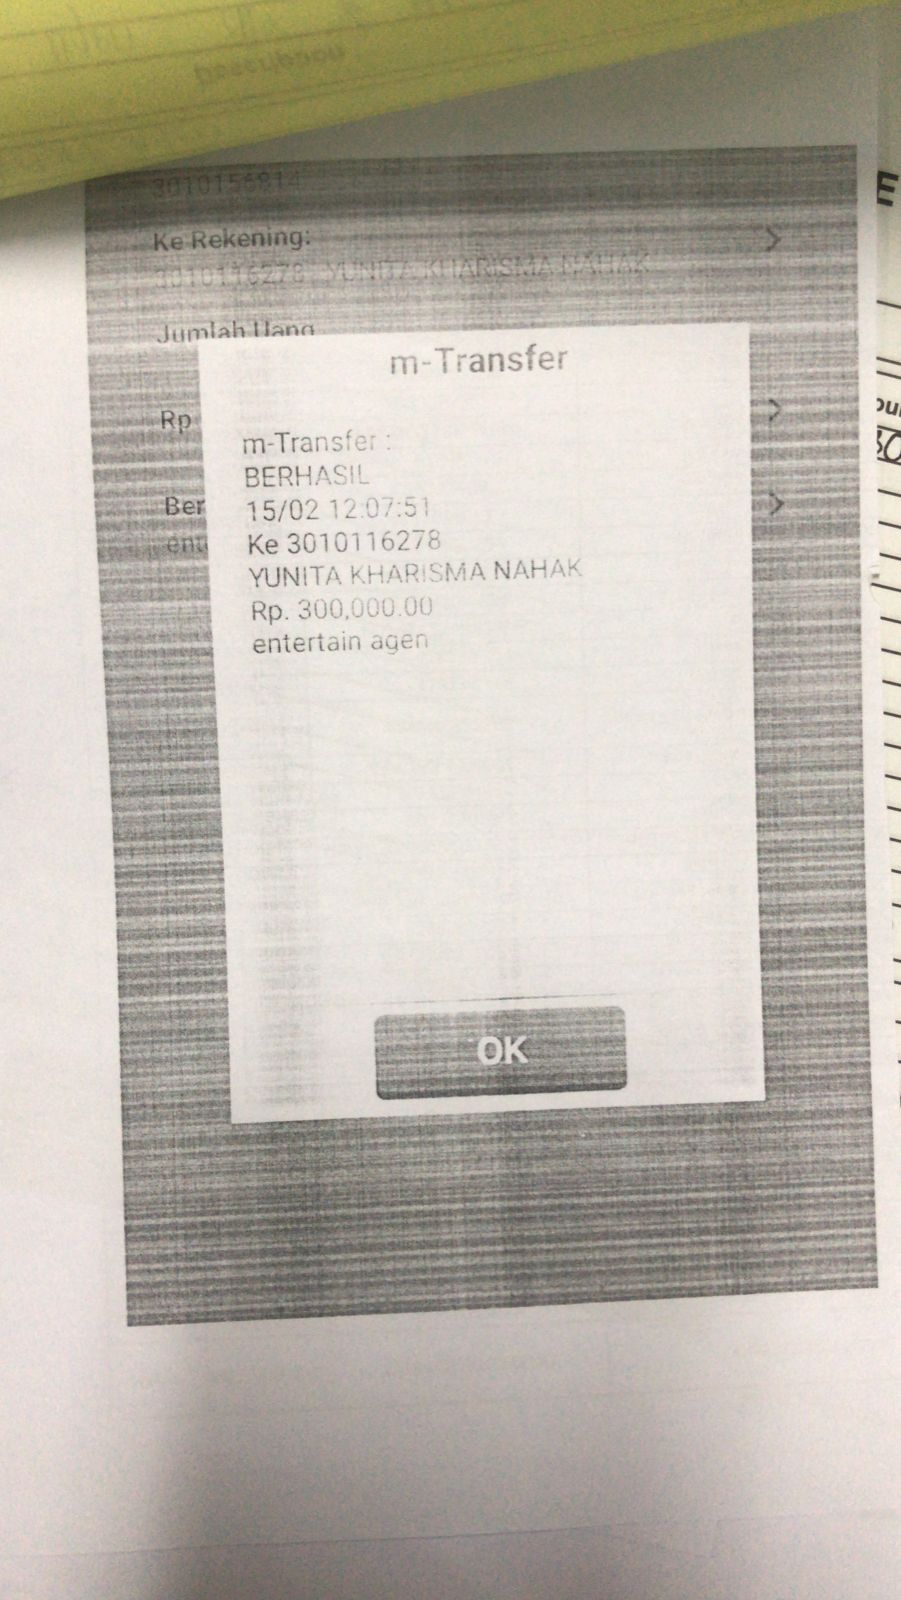 3010156814
Ke Rekening:
3010116278 YUNITA KHARISMA NAHAK
Jumlah Uang
Rp
Ber
m-Transfer
m-Transfer :
BERHASIL
15/02 12:07:51
Ke 3010116278
YUNITA KHARISMA NAHAK
Rp. 300,000.00
entertain agen
OK
E